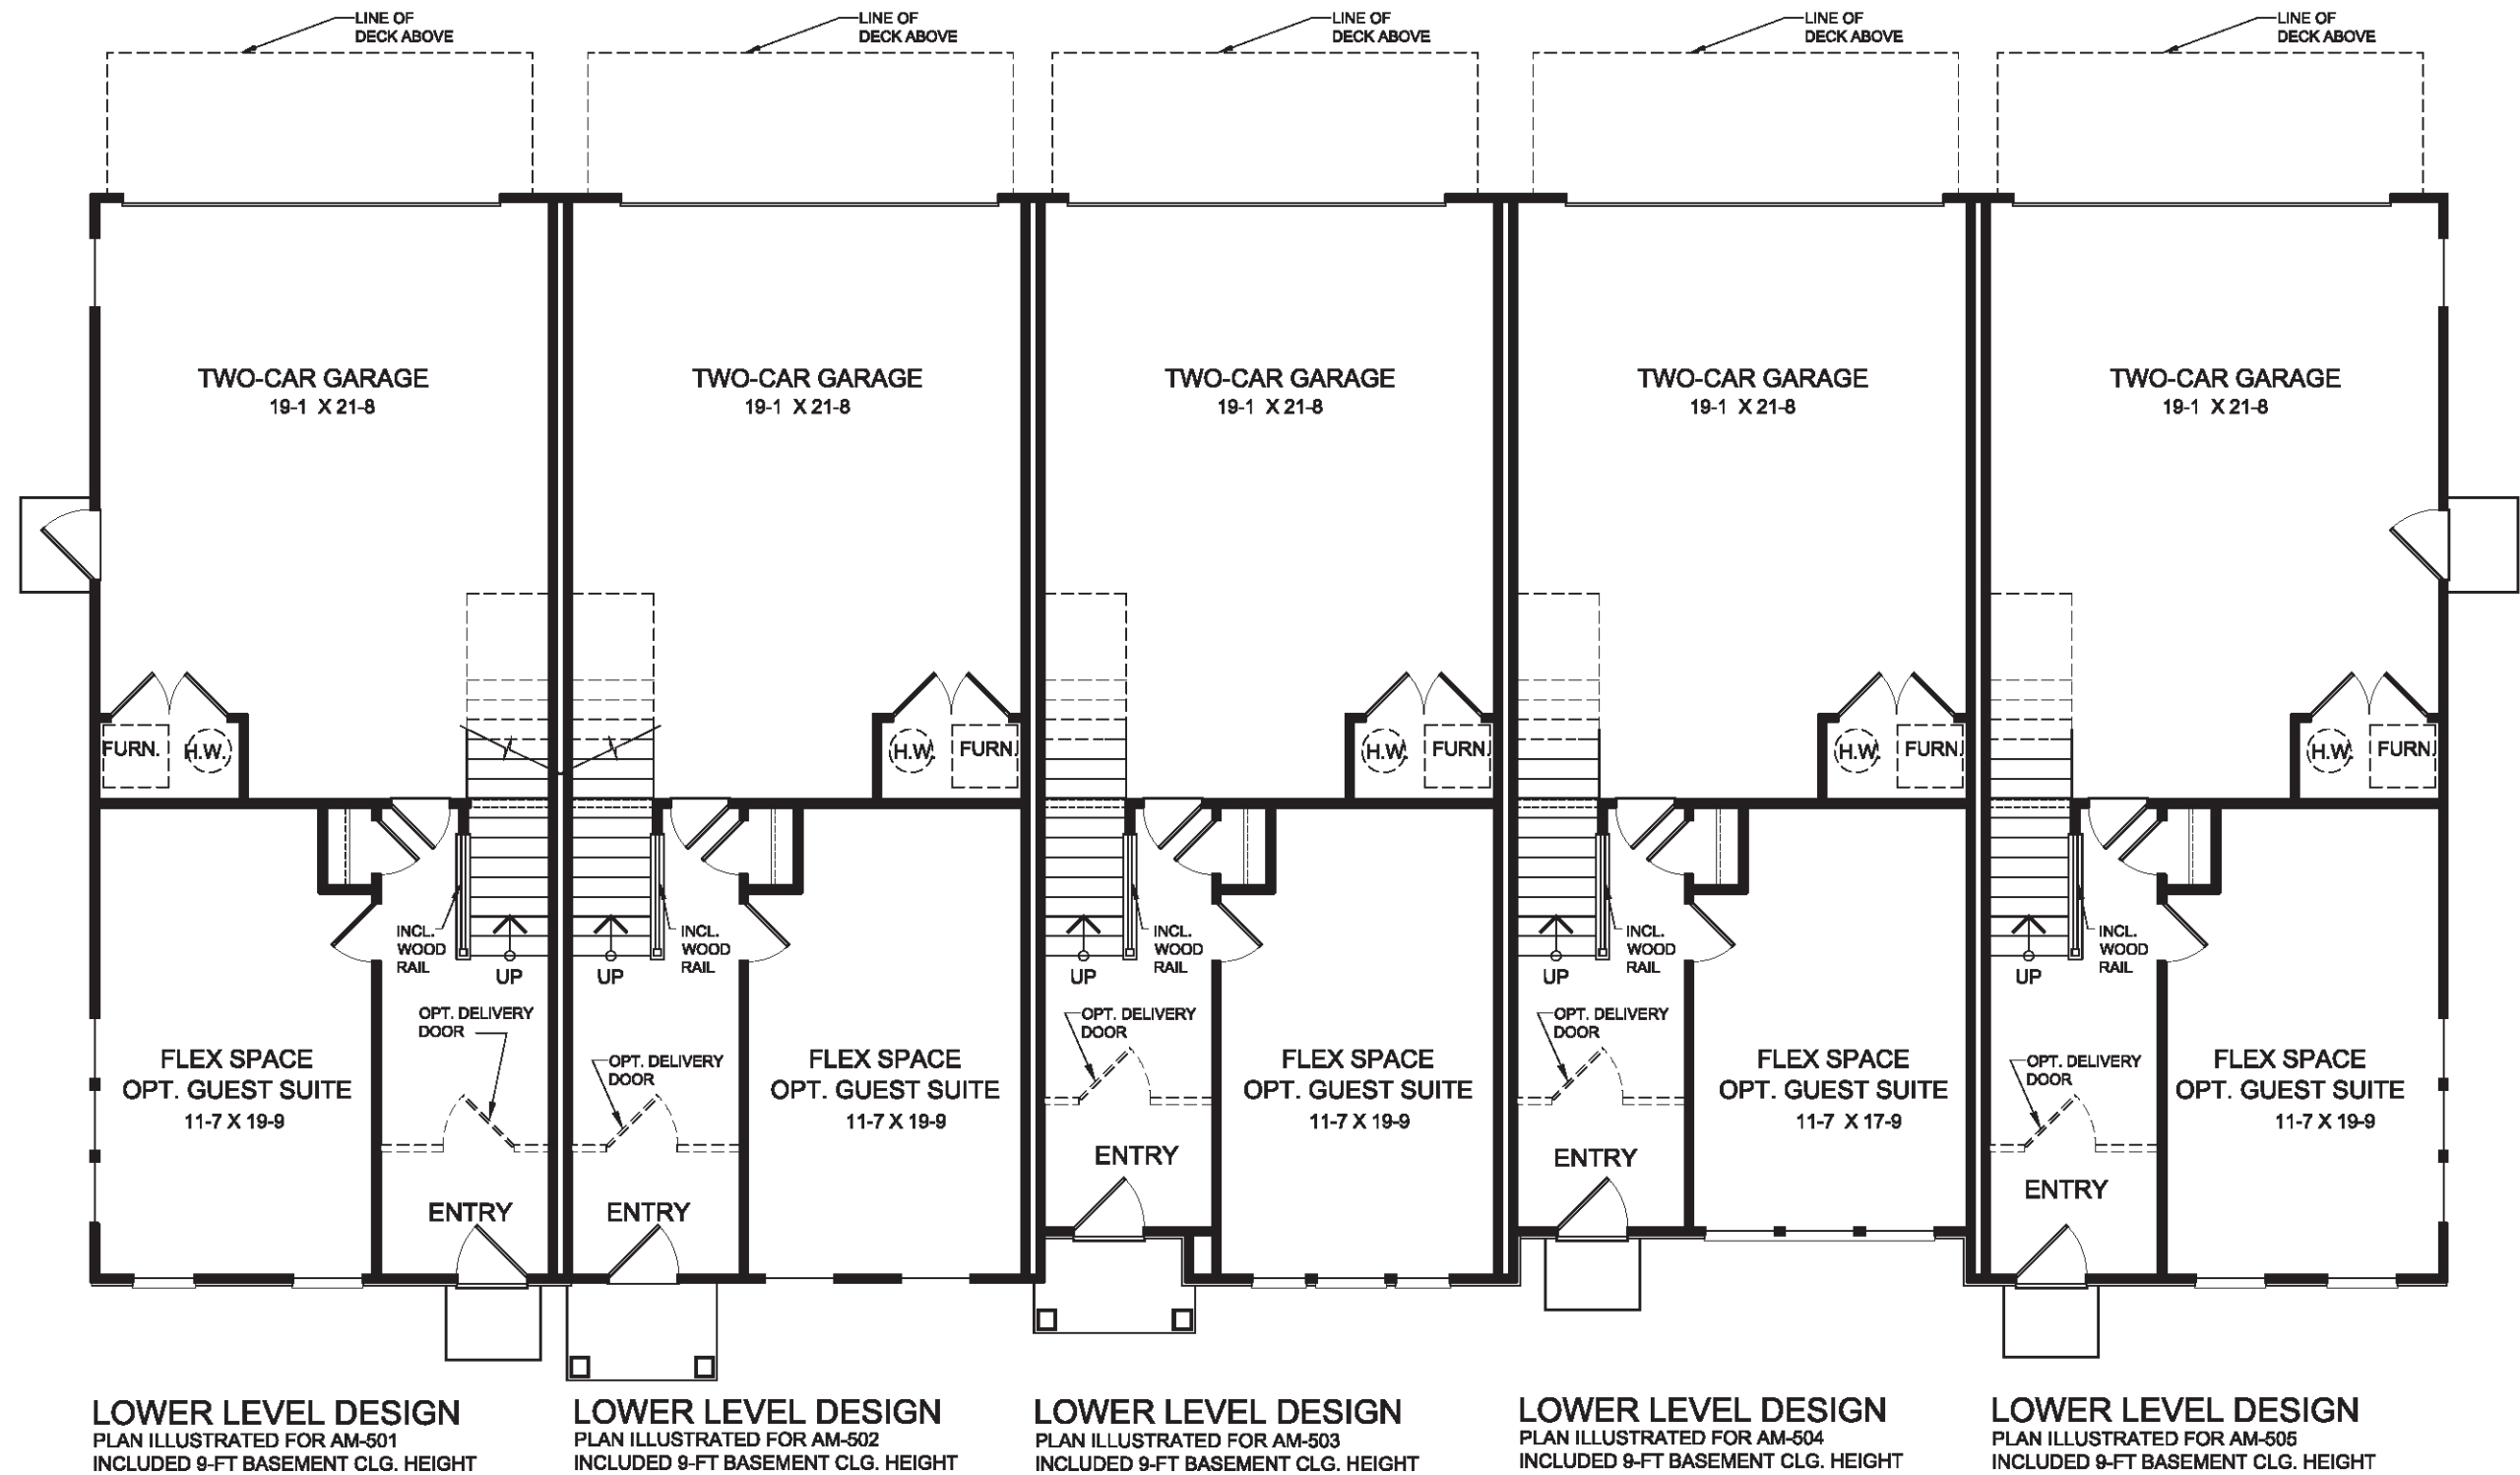 LINE OF
DECK ABOVE
LINE OF
DECK ABOVE
LINE OF
DECK ABOVE
LINE OF
DECK ABOVE
LINE OF
DECK ABOVE
TWO-CAR GARAGE
19-1 X 21-8
TWO-CAR GARAGE
19-1 X 21-8
TWO-CAR GARAGE
19-1 X 21-8
TWO-CAR GARAGE
19-1 X 21-8
TWO-CAR GARAGE
19-1 X 21-8
FURN.
H.W.
H.W.
FURN.
H.W.
FURN.
H.W.
FURN.
H.W.
FURN.
INCL.
WOOD
RAIL
UP
UP
INCL.
WOOD
RAIL
UP
INCL.
WOOD
RAIL
UP
INCL.
WOOD
RAIL
UP
INCL.
WOOD
RAIL
OPT. DELIVERY
DOOR
OPT. DELIVERY
DOOR
OPT. DELIVERY
DOOR
OPT. DELIVERY
DOOR
OPT. DELIVERY
DOOR
FLEX SPACE
OPT. GUEST SUITE
11-7 X 19-9
FLEX SPACE
OPT. GUEST SUITE
11-7 X 19-9
FLEX SPACE
OPT. GUEST SUITE
11-7 X 19-9
FLEX SPACE
OPT. GUEST SUITE
11-7 X 17-9
FLEX SPACE
OPT. GUEST SUITE
11-7 X 19-9
ENTRY
ENTRY
ENTRY
ENTRY
ENTRY
LOWER LEVEL DESIGN
PLAN ILLUSTRATED FOR AM-501
INCLUDED 9-FT BASEMENT CLG. HEIGHT
LOWER LEVEL DESIGN
PLAN ILLUSTRATED FOR AM-502
INCLUDED 9-FT BASEMENT CLG. HEIGHT
LOWER LEVEL DESIGN
PLAN ILLUSTRATED FOR AM-503
INCLUDED 9-FT BASEMENT CLG. HEIGHT
LOWER LEVEL DESIGN
PLAN ILLUSTRATED FOR AM-504
INCLUDED 9-FT BASEMENT CLG. HEIGHT
LOWER LEVEL DESIGN
PLAN ILLUSTRATED FOR AM-505
INCLUDED 9-FT BASEMENT CLG. HEIGHT